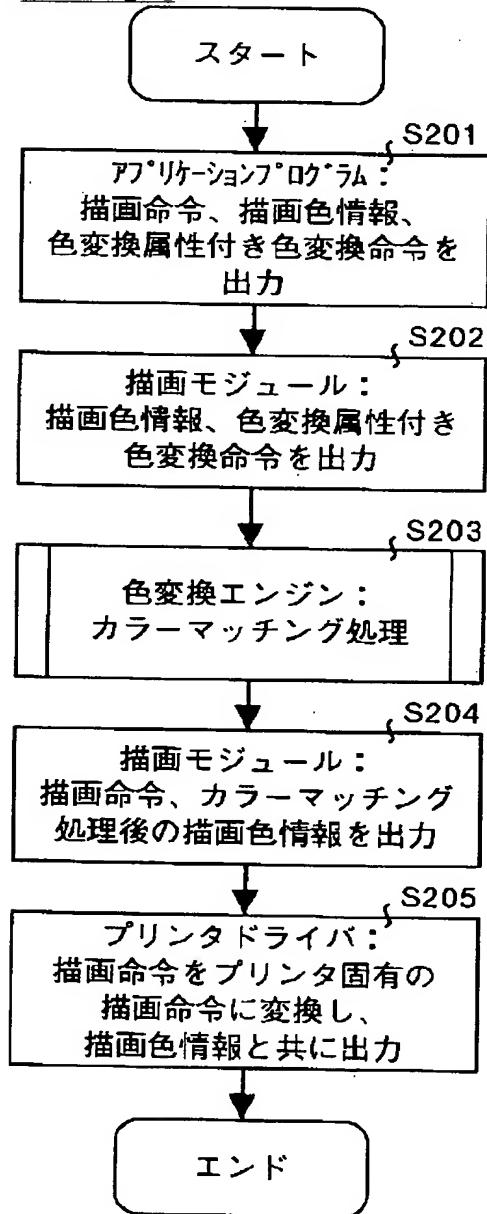 スタート
S201
アプリケーションプログラム：
描画命令、描画色情報、
色変換属性付き色変換命令を
出力
S202
描画モジュール：
描画色情報、色変換属性付き
色変換命令を出力
S203
色変換エンジン：
カラーマッチング処理
S204
描画モジュール：
描画命令、カラーマッチング
処理後の描画色情報を出力
S205
プリンタドライバ：
描画命令をプリンタ固有の
描画命令に変換し、
描画色情報と共に出力
エンド